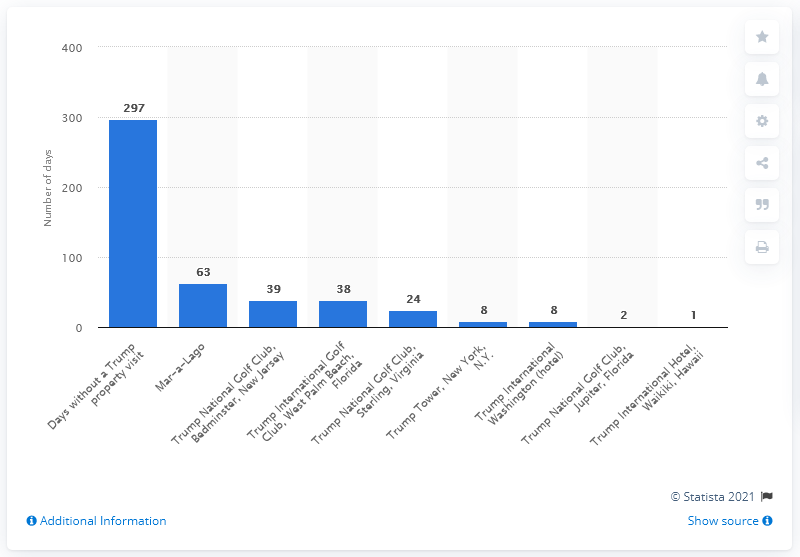 400
300
200
100
0
Number of days
297
63
39
38
24
8
8
2
1
Days without a Trump
property visit
Mar-a-Lago
Trump National Golf Club,
Bedminster, New Jersey
Trump International Golf
Club, West Palm Beach,
Florida
Trump National Golf Club,
Sterling, Virginia
Trump Tower, New York,
N.Y.
Trump International
Washington (hotel)
Trump National Golf Club,
Jupiter, Florida
Trump International Hotel,
Waikiki, Hawaii
© Statista 2021
Additional Information
Show source